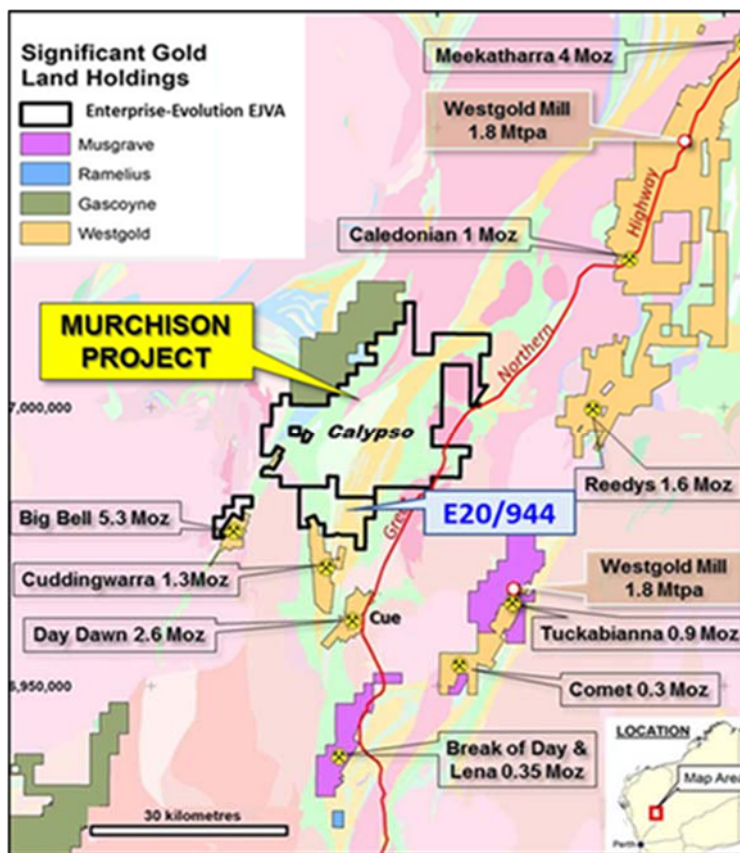 Significant Gold
Land Holdings
Enterprise-Evolution EJVA
Musgrave
Ramelius
Gascoyne
Westgold
Meekatharra 4 Moz
Westgold Mill
1.8 Mtpa
Highway
Caledonian 1 Moz
MURCHISON
PROJECT
Northern
7,000,000
Calypso
Reedys 1.6 Moz
E20/944
Big Bell 5.3 Moz
Cuddingwarra 1.3Moz
Westgold Mill
1.8 Mtpa
Day Dawn 2.6 Moz
Cue
Tuckabianna 0.9 Moz
6,950,000
Comet 0.3 Moz
Break of Day &
Lena 0.35 Moz
LOCATION
Map Area
Perth
30 kilometres